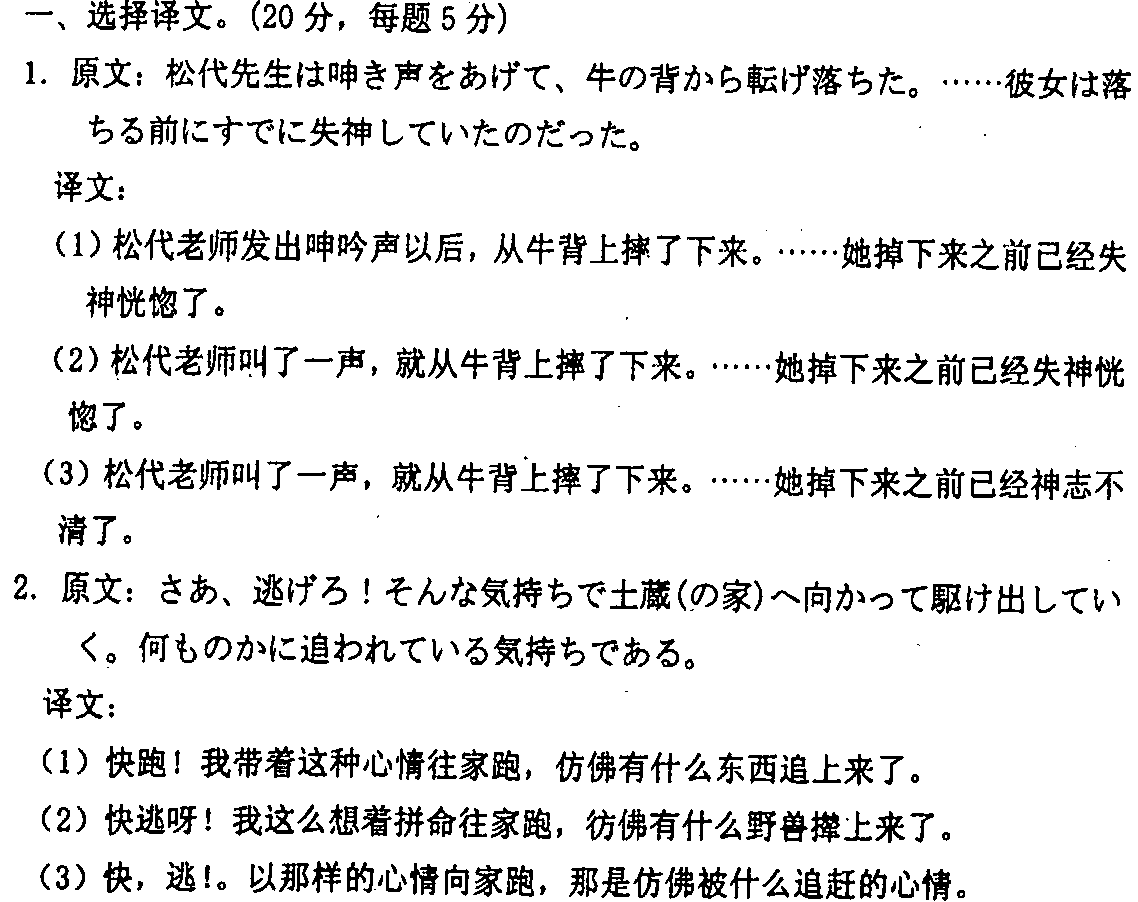 一、选择译文。(20分，每题5分)
1. 原文：松代先生は呻き声をあげて、牛の背から転げ落ちた。……彼女は落
ちる前にすでに失神していたのだった。
译文：
(1)松代老师发出呻吟声以后，从牛背上摔了下来。……她掉下来之前已经失
神恍惚了。
(2)松代老师叫了一声，就从牛背上摔了下来。……她掉下来之前已经失神恍
惚了。
(3)松代老师叫了一声，就从牛背上摔了下来。……她掉下来之前已经神志不
清了。
2. 原文：さあ、逃げろ！そんな気持ちで土蔵(の家)へ向かって駆け出してい
く。何ものかに追われている気持ちである。
译文：
(1) 快跑！我带着这种心情往家跑，仿佛有什么东西追上来了。
(2) 快逃呀！我这么想着拼命往家跑，彷佛有什么野兽撵上来了。
(3) 快，逃！。以那样的心情向家跑，那是仿佛被什么追赶的心情。